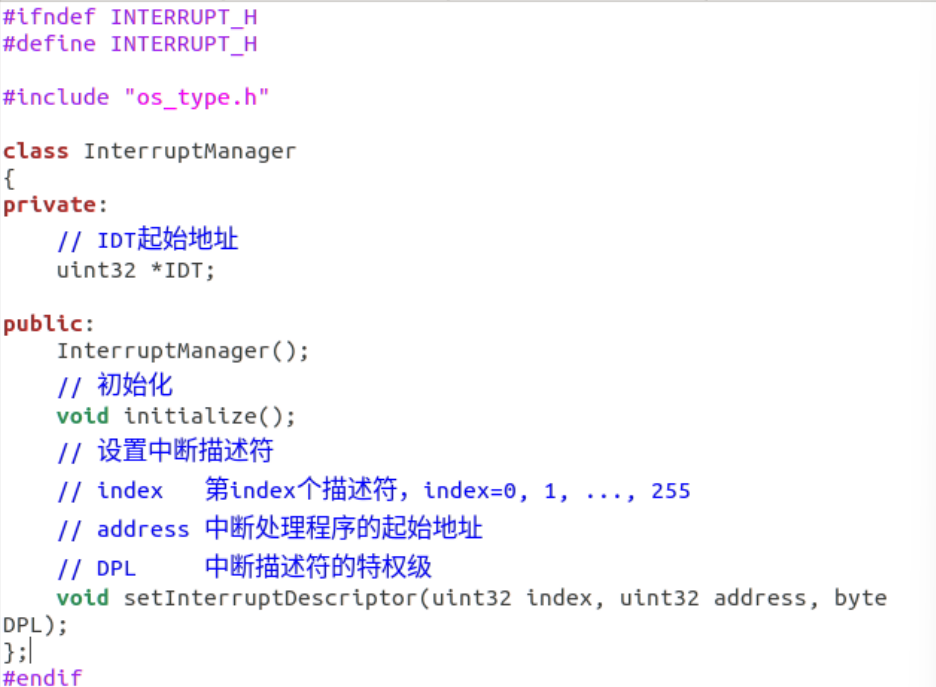 #ifndef INTERRUPT_H
#define INTERRUPT_H
#include "os_type.h"
class InterruptManager
{
private:
// IDT起始地址
uint32 *IDT;
public:
InterruptManager();
// 初始化
void initialize();
// 设置中断描述符
// index   第index个描述符，index=0, 1, ..., 255
// address 中断处理程序的起始地址
// DPL     中断描述符的特权级
void setInterruptDescriptor(uint32 index, uint32 address, byte
DPL);
};
#endif